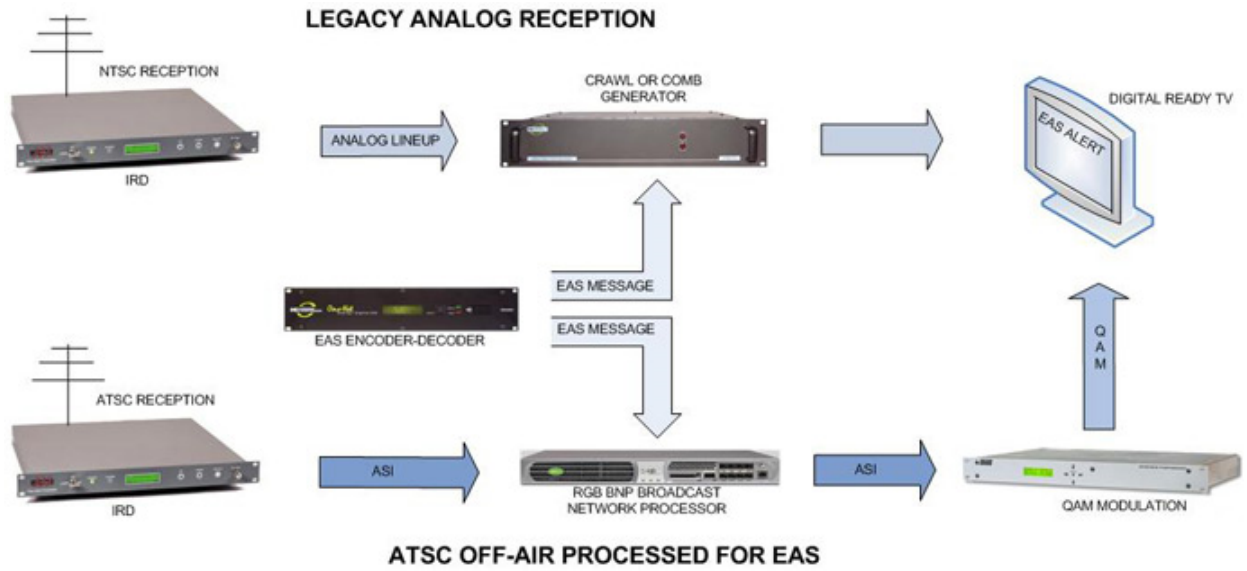 LEGACY ANALOG RECEPTION
NTSC RECEPTION
IRD
ANALOG LINEUP
CRAWL OR COMB
GENERATOR
DIGITAL READY TV
EAS ALERT
EAS MESSAGE
EAS MESSAGE
EAS ENCODER-DECODER
ATSC RECEPTION
IRD
ASI
RGB BNP BROADCAST
NETWORK PROCESSOR
ASI
QAM
QAM MODULATION
ATSC OFF-AIR PROCESSED FOR EAS